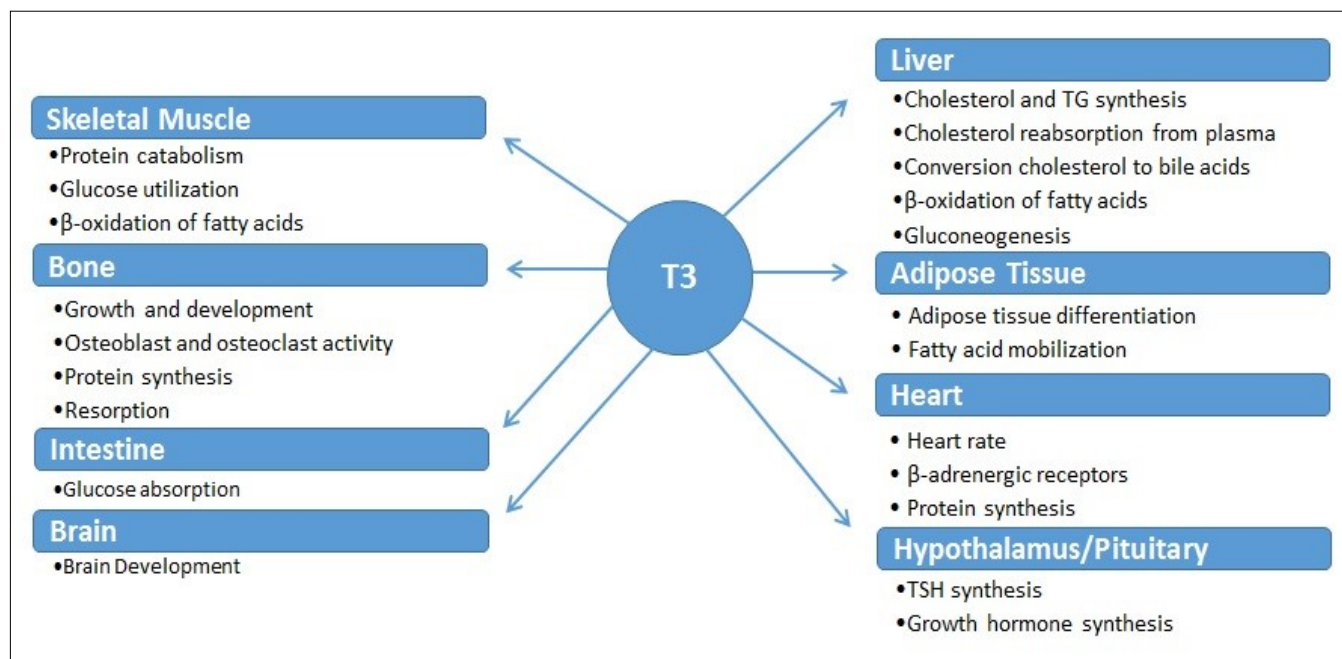 Skeletal Muscle
•Protein catabolism
•Glucose utilization
•β-oxidation of fatty acids
Bone
•Growth and development
•Osteoblast and osteoclast activity
•Protein synthesis
•Resorption
Intestine
•Glucose absorption
Brain
•Brain Development
T3
Liver
•Cholesterol and TG synthesis
•Cholesterol reabsorption from plasma
•Conversion cholesterol to bile acids
•β-oxidation of fatty acids
•Gluconeogenesis
Adipose Tissue
• Adipose tissue differentiation
• Fatty acid mobilization
Heart
• Heart rate
• β-adrenergic receptors
• Protein synthesis
Hypothalamus/Pituitary
•TSH synthesis
•Growth hormone synthesis